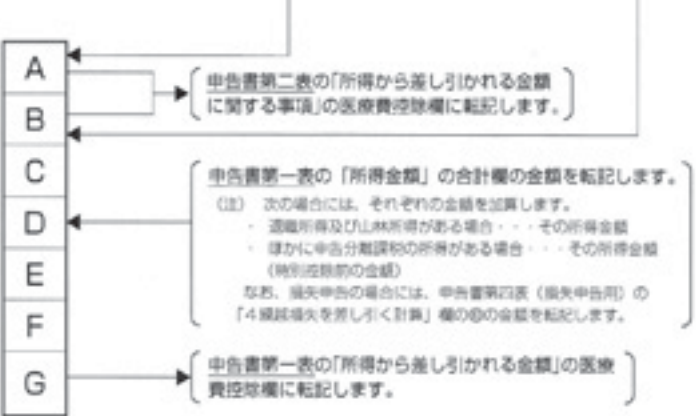 A
申告書第二表の「所得から差し引かれる金額
に関する事項」の医療費控除欄に転記します。
B
C
申告書第一表の「所得金額」の合計欄の金額を転記します。
(注) 次の場合には、それぞれの金額を加算します。
D
・ 退職所得及び山林所得がある場合・・・その所得金額
・ ほかに申告分離課税の所得がある場合・・・その所得金額
(特別控除前の金額)
E
なお、損失申告の場合には、申告書第四表(損失申告用)の
F
「4繰越損失を差し引く計算」欄の の金額を転記します。
申告書第一表の「所得から差し引かれる金額」の医療
G
費控除欄に転記します。